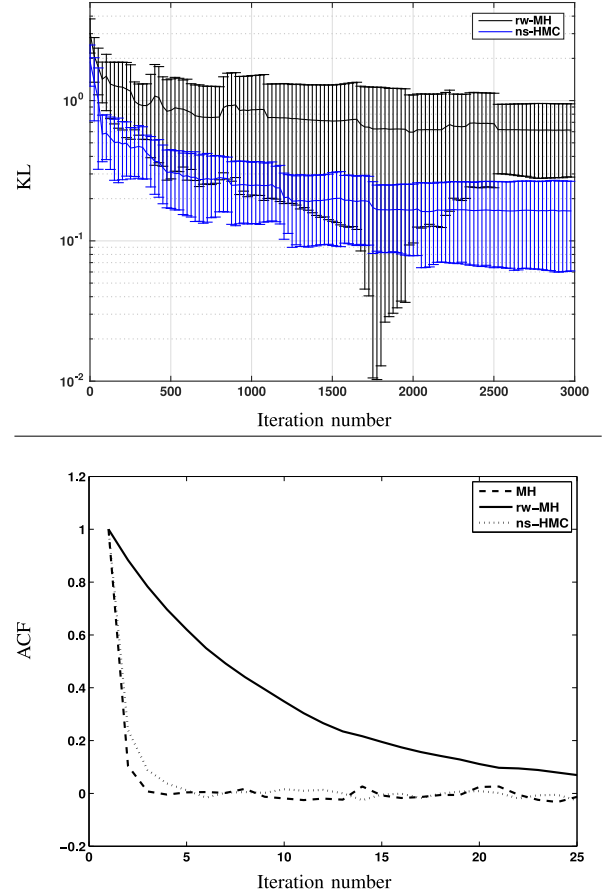 rw-MH
ns-HMC
KL
10^0
10^-1
10^-2
0 500 1000 1500 2000 2500 3000
Iteration number
MH
rw−MH
ns−HMC
ACF
1.2
1
0.8
0.6
0.4
0.2
0
−0.2
0 5 10 15 20 25
Iteration number